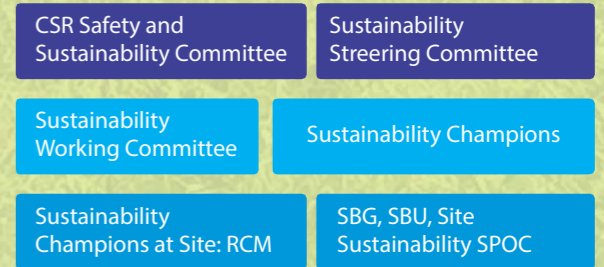 CSR Safety and
Sustainability Committee
Sustainability
Streering Committee
Sustainability
Working Committee
Sustainability Champions
Sustainability
Champions at Site: RCM
SBG, SBU, Site
Sustainability SPOC